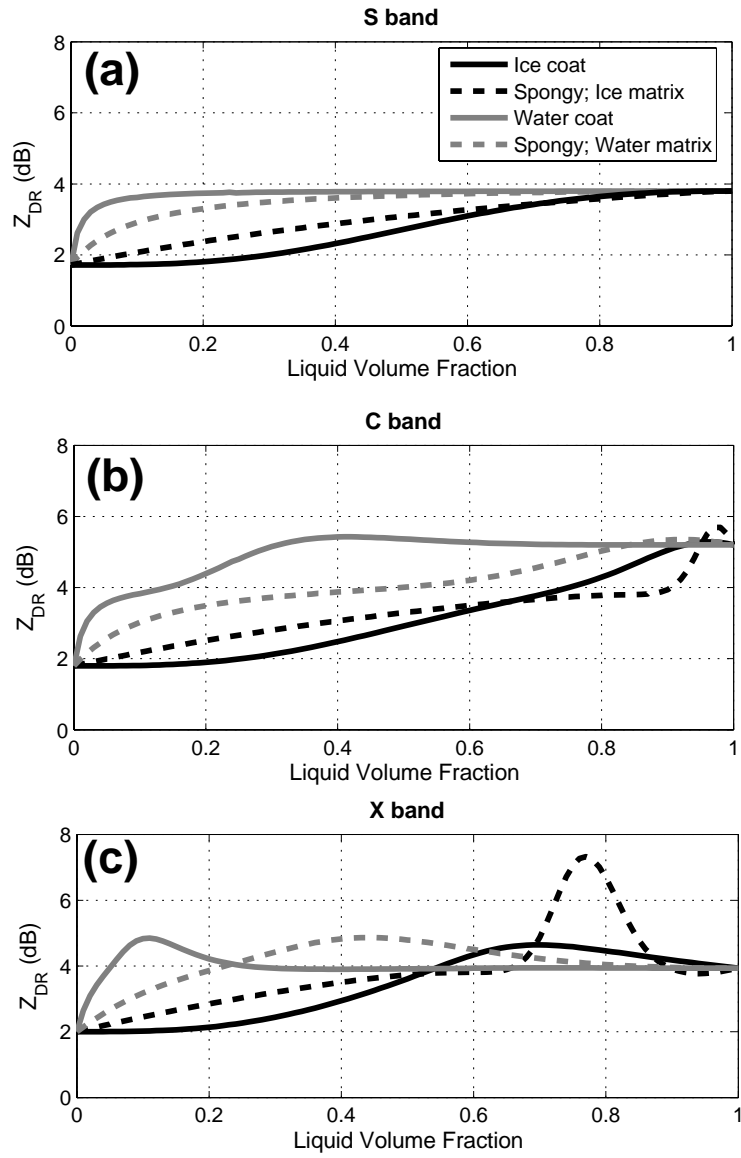 S band
(a)
8
6
4
2
0
Z_DR (dB)
Ice coat
Spongy; Ice matrix
Water coat
Spongy; Water matrix
0 0.2 0.4 0.6 0.8 1
Liquid Volume Fraction
C band
(b)
8
6
4
2
0
Z_DR (dB)
0 0.2 0.4 0.6 0.8 1
Liquid Volume Fraction
X band
(c)
8
6
4
2
0
Z_DR (dB)
0 0.2 0.4 0.6 0.8 1
Liquid Volume Fraction